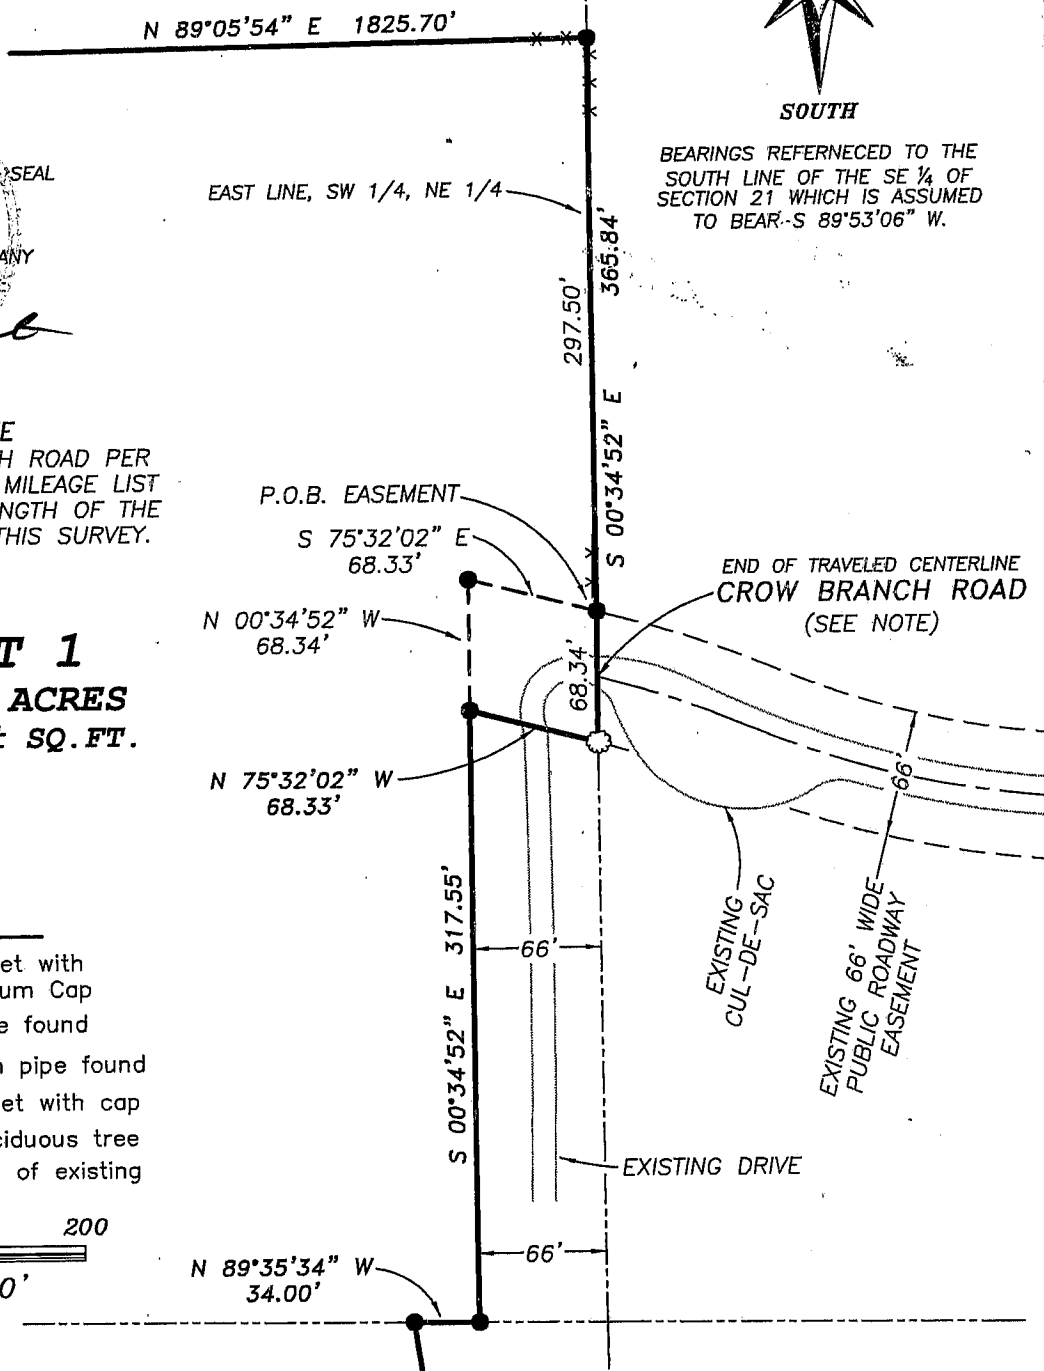 N 89°05'54" E 1825.70'
SOUTH
BEARINGS REFERNECED TO THE
SOUTH LINE OF THE SE ¼ OF
SECTION 21 WHICH IS ASSUMED
TO BEAR S 89°53'06" W.
SEAL
ANY
EAST LINE, SW 1/4, NE 1/4
365.84'
297.50'
S 00°34'52" E
E
H ROAD PER
MILEAGE LIST
NGTH OF THE
THIS SURVEY.
P.O.B. EASEMENT
S 75°32'02" E
68.33'
N 00°34'52" W
68.34'
END OF TRAVELED CENTERLINE
CROW BRANCH ROAD
(SEE NOTE)
68.34'
T 1
ACRES
SQ.FT.
N 75°32'02" W
68.33'
66'
EXISTING
CUL-DE-SAC
EXISTING 66' WIDE
PUBLIC ROADWAY
EASEMENT
S 00°34'52" E 317.55'
66'
et with
um Cap
e found
pipe found
et with cap
ciduous tree
of existing
EXISTING DRIVE
200
0'
66'
N 89°35'34" W
34.00'